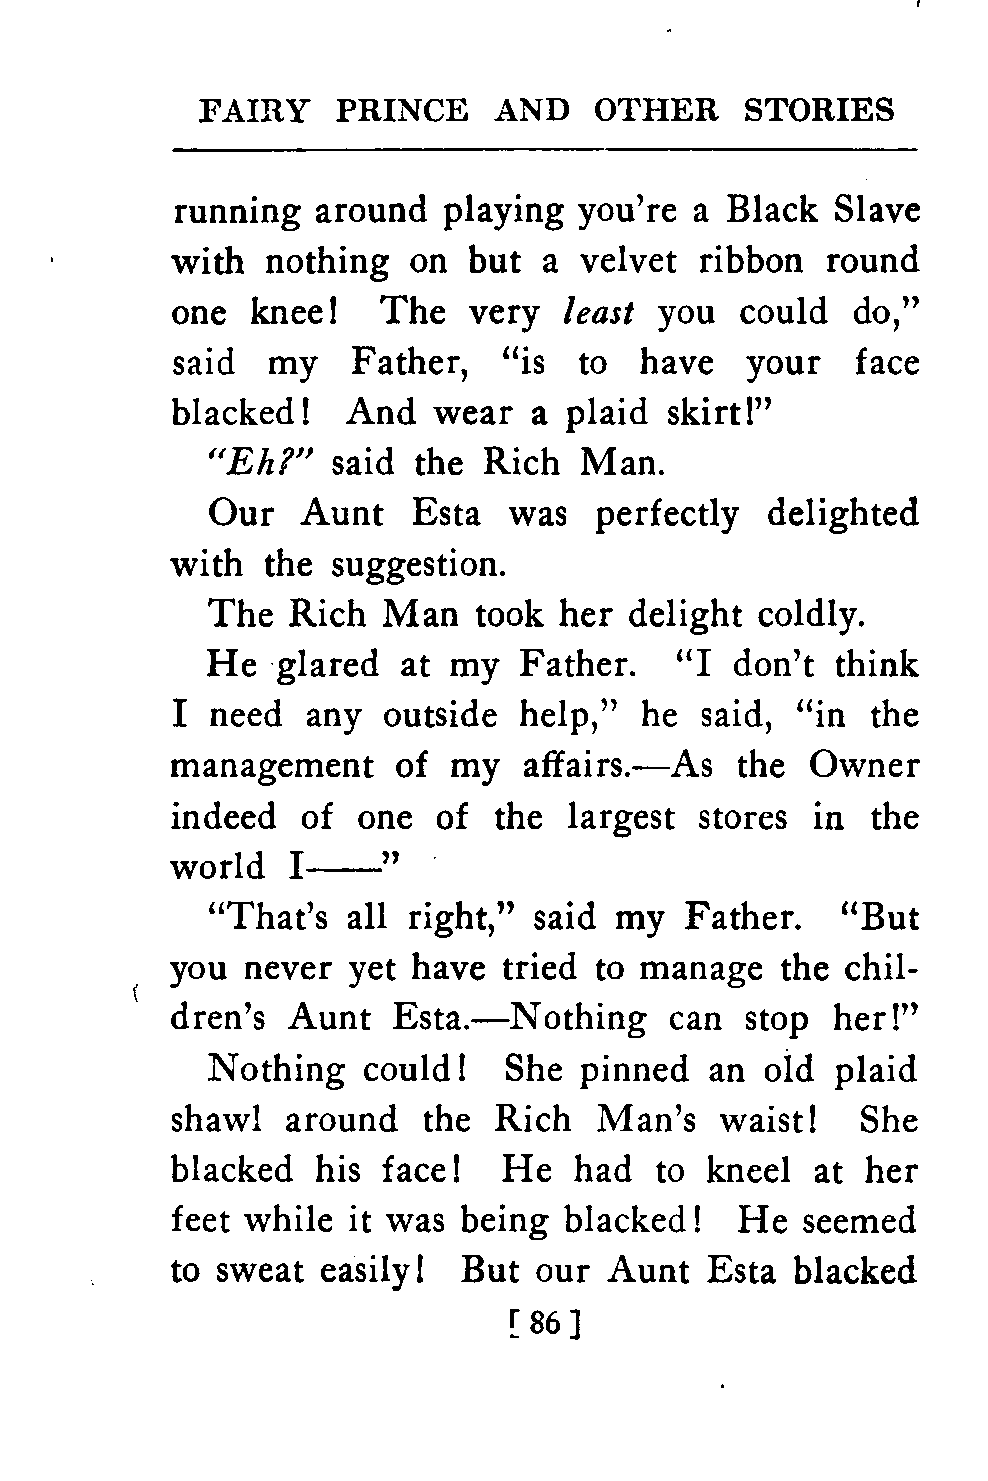 FAIRY PRINCE AND OTHER STORIES
running around playing you're a Black Slave
with nothing on but a velvet ribbon round
one knee! The very least you could do,"
said my Father, "is to have your face
blacked! And wear a plaid skirt!"
"Eh?" said the Rich Man.
Our Aunt Esta was perfectly delighted
with the suggestion.
The Rich Man took her delight coldly.
He glared at my Father. "I don't think
I need any outside help," he said, "in the
management of my affairs.—As the Owner
indeed of one of the largest stores in the
world I——"
"That's all right," said my Father. "But
you never yet have tried to manage the chil-
dren's Aunt Esta.—Nothing can stop her!"
Nothing could! She pinned an old plaid
shawl around the Rich Man's waist! She
blacked his face! He had to kneel at her
feet while it was being blacked! He seemed
to sweat easily! But our Aunt Esta blacked
[ 86 ]